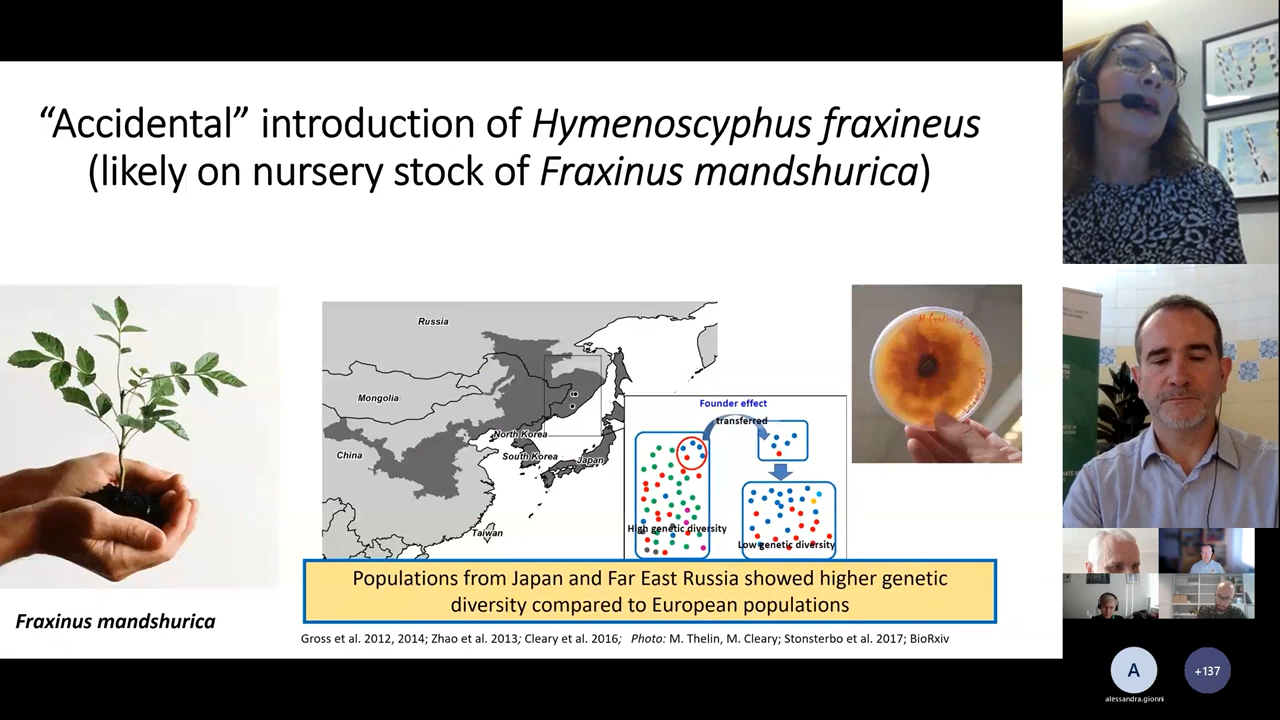 “Accidental” introduction of Hymenoscyphus fraxineus
(likely on nursery stock of Fraxinus mandshurica)
Russia
Mongolia
China
North Korea
South Korea
Japan
Taiwan
Founder effect
transferred
High genetic diversity
Low genetic diversity
Populations from Japan and Far East Russia showed higher genetic
diversity compared to European populations
Fraxinus mandshurica
Gross et al. 2012, 2014; Zhao et al. 2013; Cleary et al. 2016; Photo: M. Thelin, M. Cleary; Stonsterbo et al. 2017; BioRxiv
A
+137
alessandra.gionni